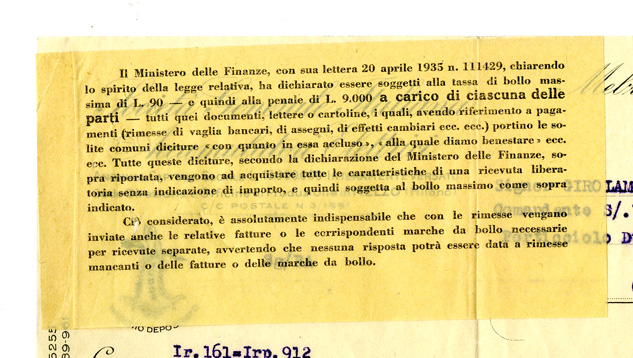 Il Ministero delle Finanze, con sua lettera 20 aprile 1935 n. 111429, chiarendo
lo spirito della legge relativa, ha dichiarato essere soggetti alla tassa di bollo mas-
sima di L. 90 — e quindi alla penale di L. 9.000 a carico di ciascuna delle
parti — tutti quei documenti, lettere o cartoline, i quali, avendo riferimento a paga-
menti (rimesse di vaglia bancari, di assegni, di effetti cambiari ecc. ecc.) portino le so-
lite comuni diciture «con quanto in essa accluso», «alla quale diamo benestare» ecc.
ecc. Tutte queste diciture, secondo la dichiarazione del Ministero delle Finanze, so-
pra riportata, vengono ad acquistare tutte le caratteristiche di una ricevuta libera-
toria senza indicazione di importo, e quindi soggetta al bollo massimo come sopra
indicato.
Ciò considerato, è assolutamente indispensabile che con le rimesse vengano
inviate anche le relative fatture o le corrispondenti marche da bollo necessarie
per ricevute separate, avvertendo che nessuna risposta potrà essere data a rimesse
mancanti o delle fatture o delle marche da bollo.
C/C POSTALE N.
GIRO LAM
S/.
DEPO
Ir.161=Irp.912